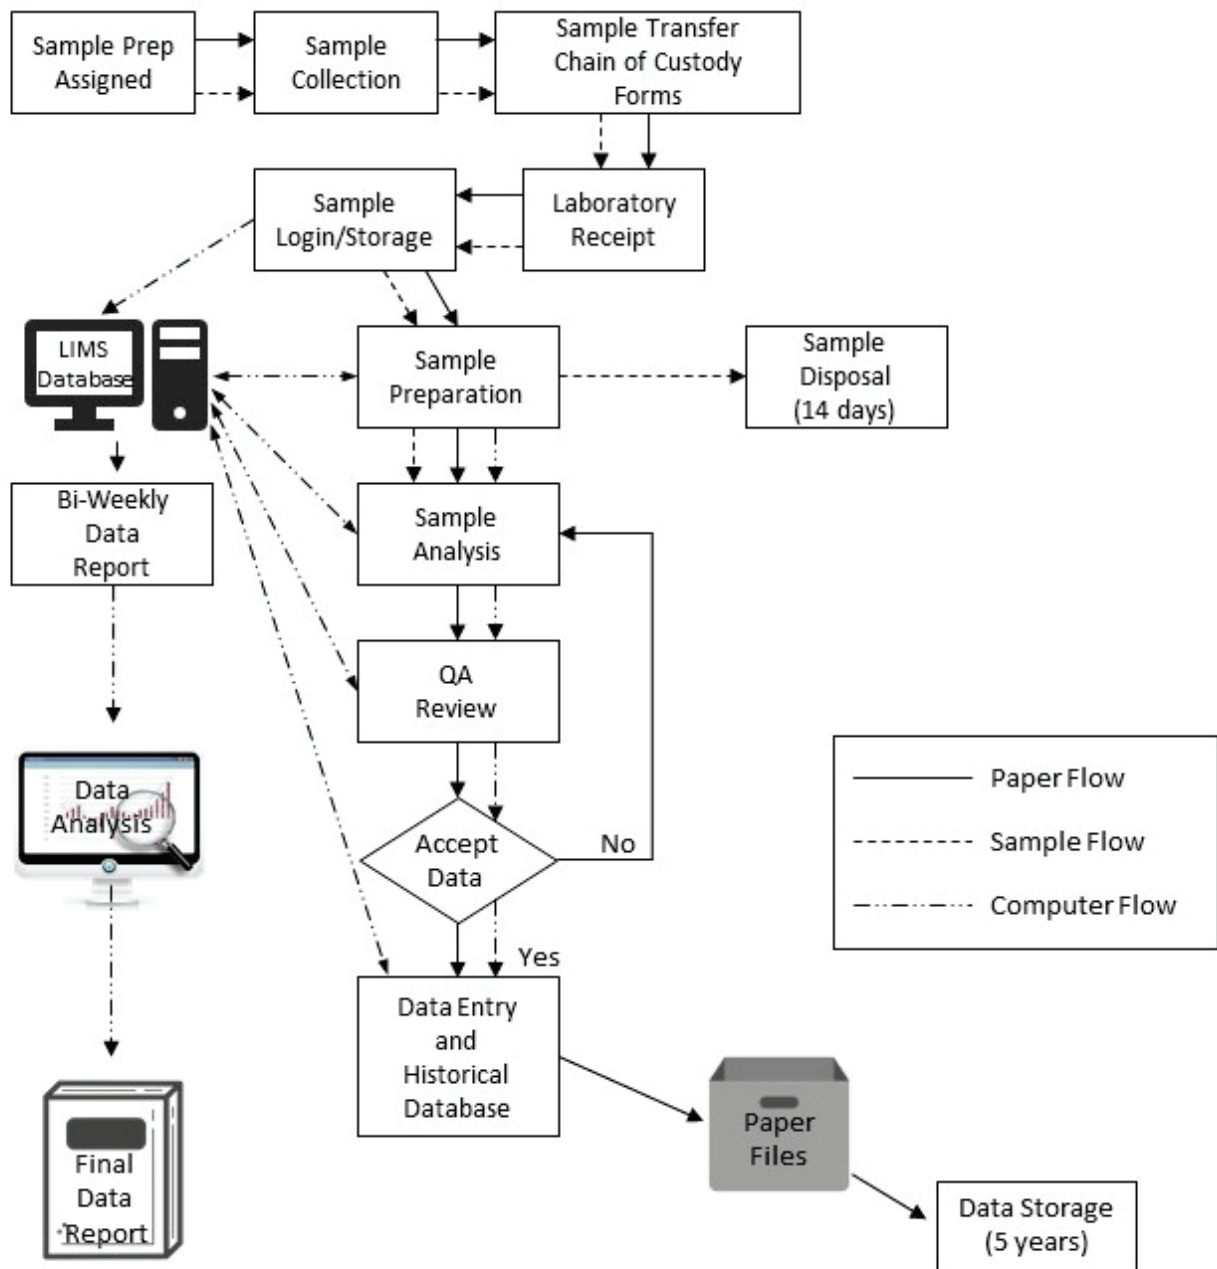 Sample Prep
Assigned
Sample
Collection
Sample Transfer
Chain of Custody
Forms
Sample
Login/Storage
Laboratory
Receipt
LIMS
Database
Sample
Preparation
Sample
Disposal
(14 days)
Bi-Weekly
Data
Report
Sample
Analysis
QA
Review
Data
Analysis
Accept
Data
No
Yes
Paper Flow
Sample Flow
Computer Flow
Data Entry
and
Historical
Database
Paper
Files
Final
Data
Report
Data Storage
(5 years)